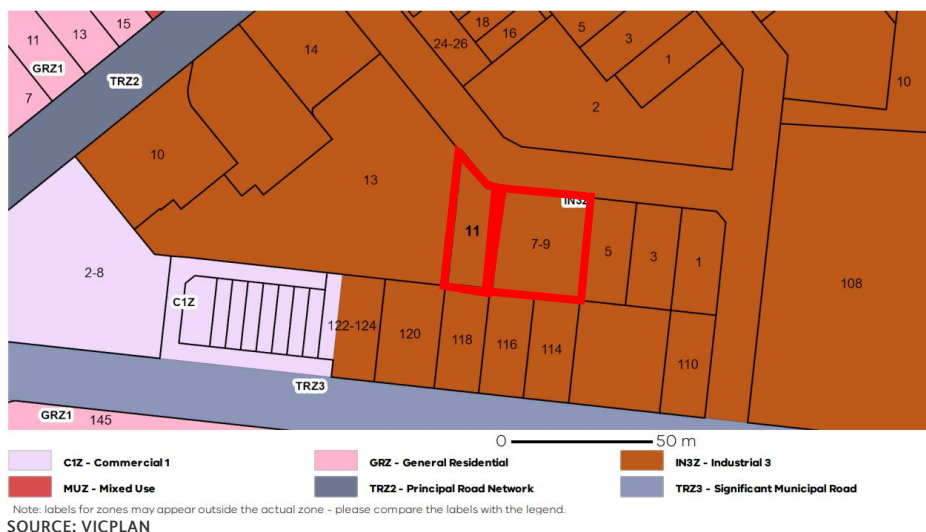 11
13
15
GRZ1
7
TRZ2
14
24-26
18
16
5
3
1
2
10
10
13
11
IN3Z
7-9
5
3
1
108
2-8
C1Z
122-124
120
118
116
114
110
TRZ3
GRZ1
145
0 50 m
C1Z - Commercial 1
GRZ - General Residential
IN3Z - Industrial 3
MUZ - Mixed Use
TRZ2 - Principal Road Network
TRZ3 - Significant Municipal Road
Note: labels for zones may appear outside the actual zone - please compare the labels with the legend.
SOURCE: VICPLAN